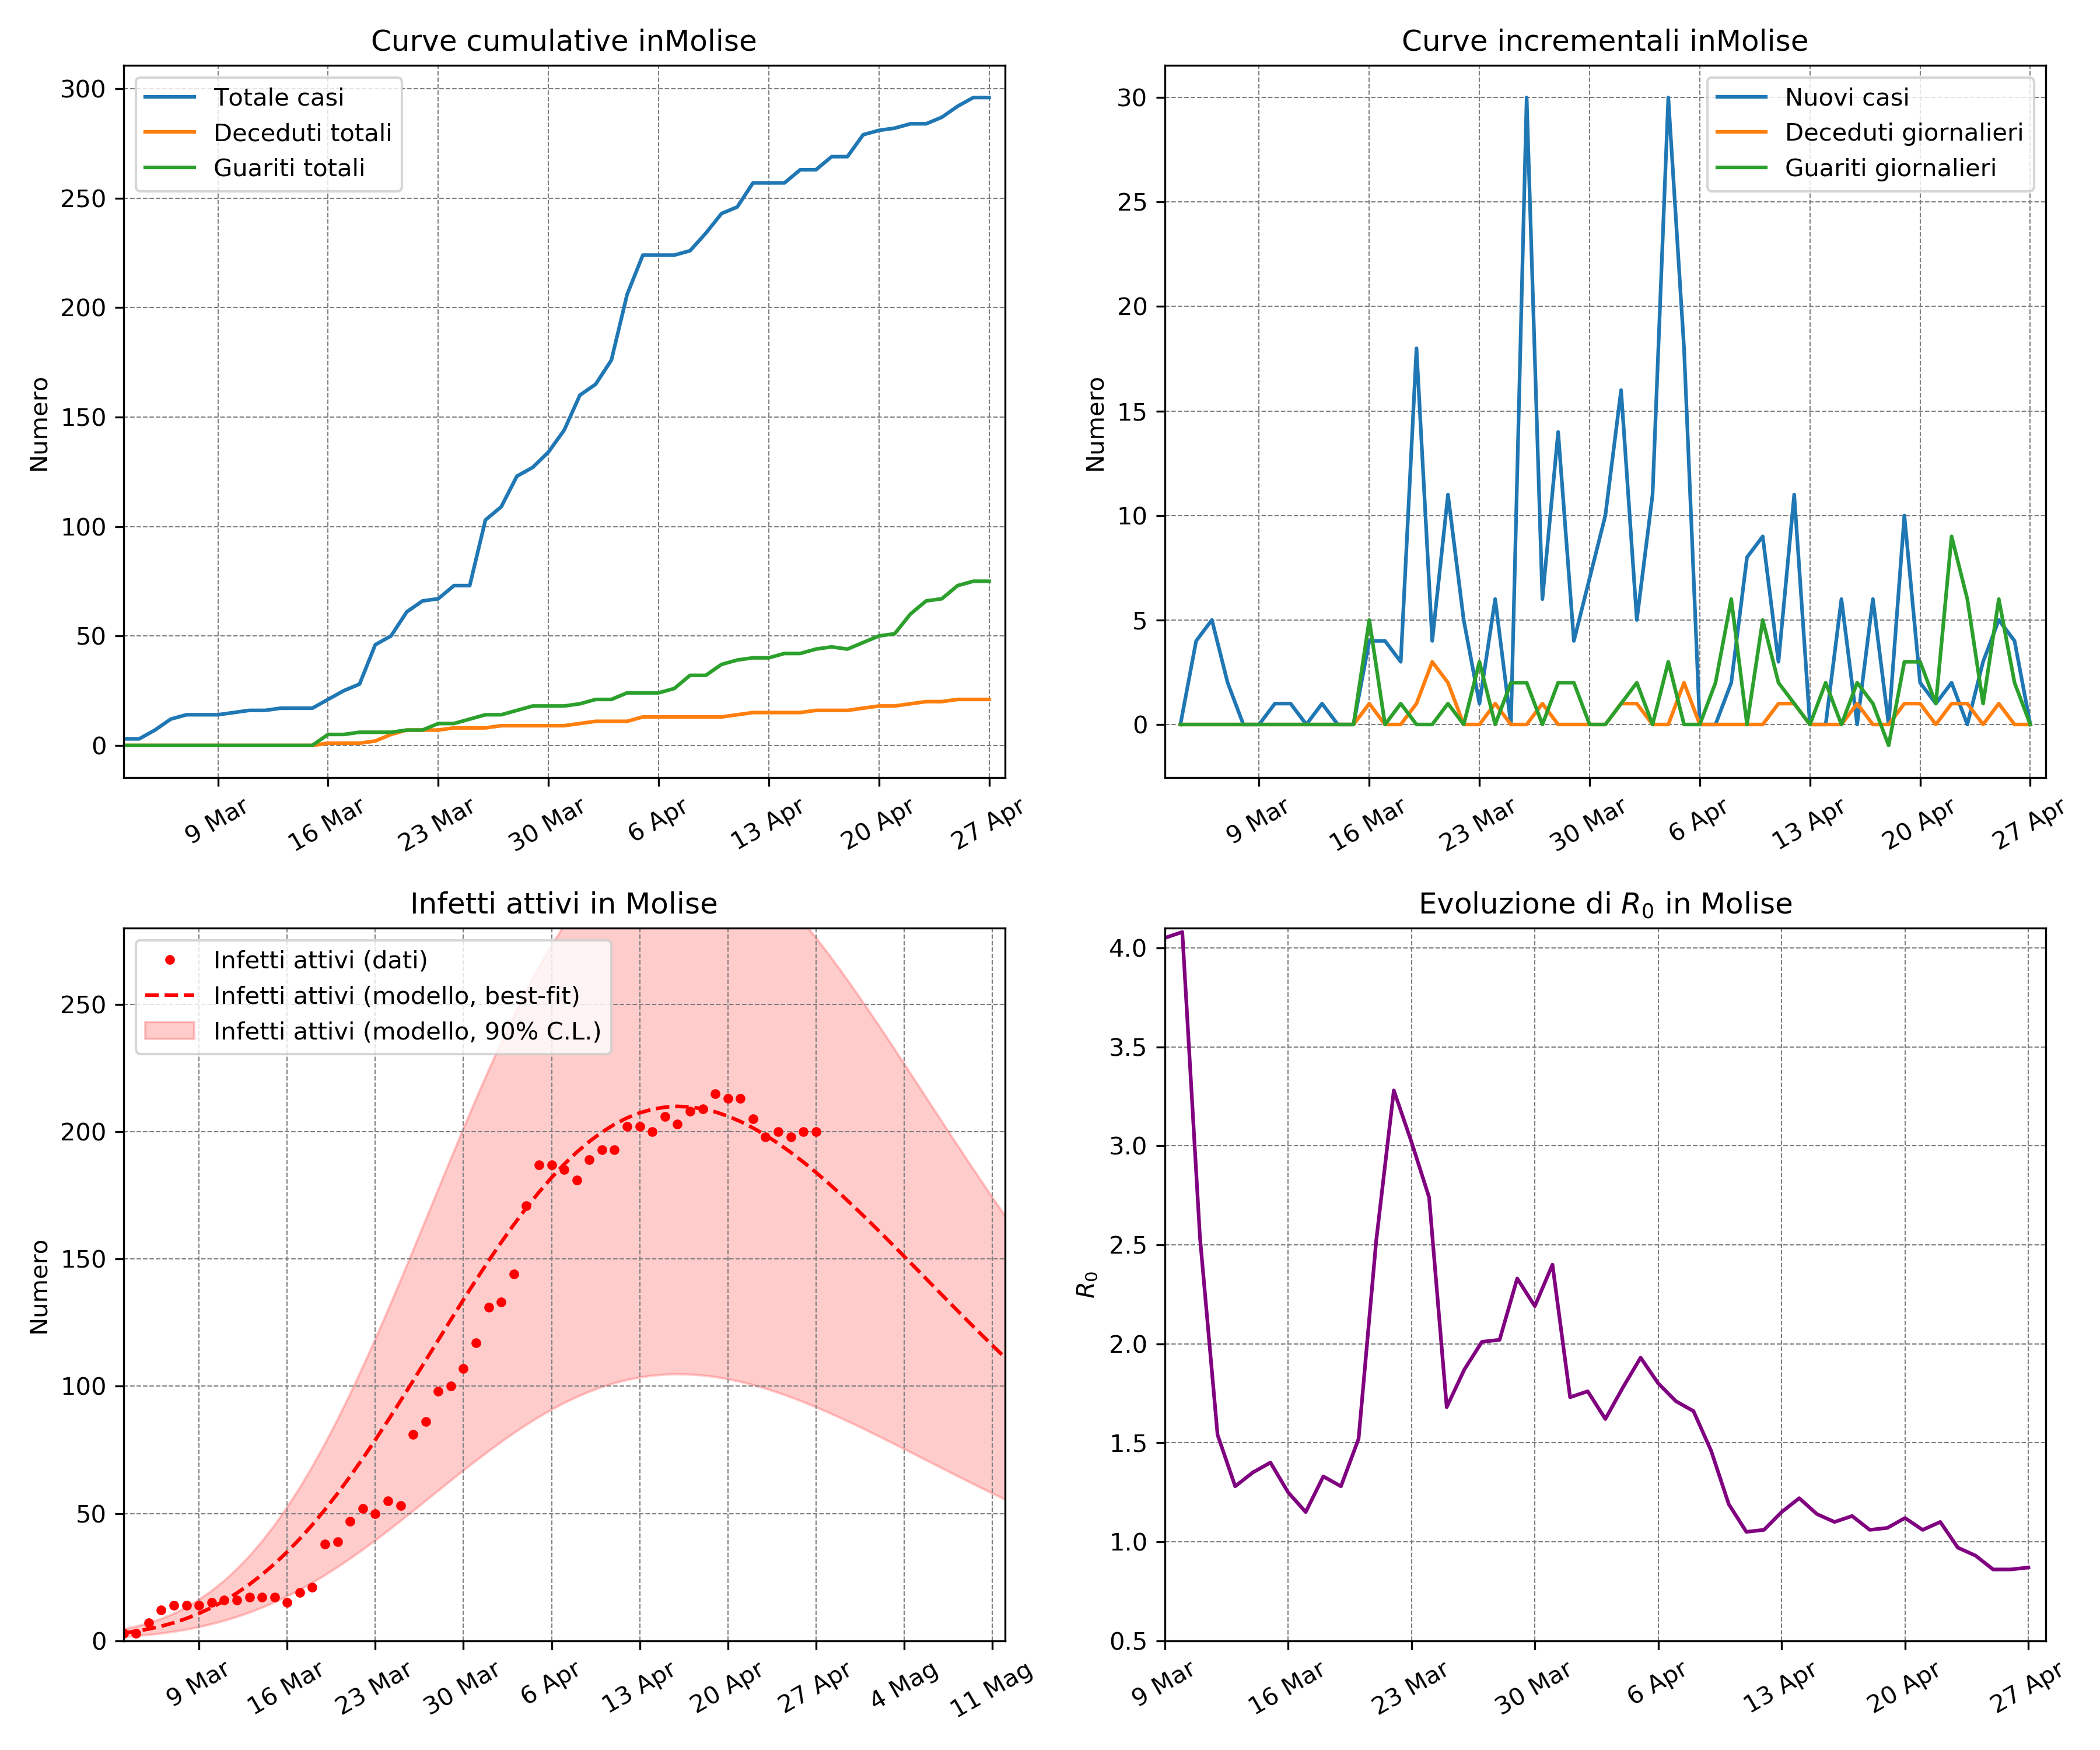 Curve cumulative inMolise
Totale casi
Deceduti totali
Guariti totali
Numero
300
250
200
150
100
50
0
9 Mar
16 Mar
23 Mar
30 Mar
6 Apr
13 Apr
20 Apr
27 Apr
Curve incrementali inMolise
Nuovi casi
Deceduti giornalieri
Guariti giornalieri
Numero
30
25
20
15
10
5
0
9 Mar
16 Mar
23 Mar
30 Mar
6 Apr
13 Apr
20 Apr
27 Apr
Infetti attivi in Molise
Infetti attivi (dati)
Infetti attivi (modello, best-fit)
Infetti attivi (modello, 90% C.L.)
Numero
250
200
150
100
50
0
9 Mar
16 Mar
23 Mar
30 Mar
6 Apr
13 Apr
20 Apr
27 Apr
4 Mag
11 Mag
Evoluzione di R₀ in Molise
R₀
4.0
3.5
3.0
2.5
2.0
1.5
1.0
0.5
9 Mar
16 Mar
23 Mar
30 Mar
6 Apr
13 Apr
20 Apr
27 Apr